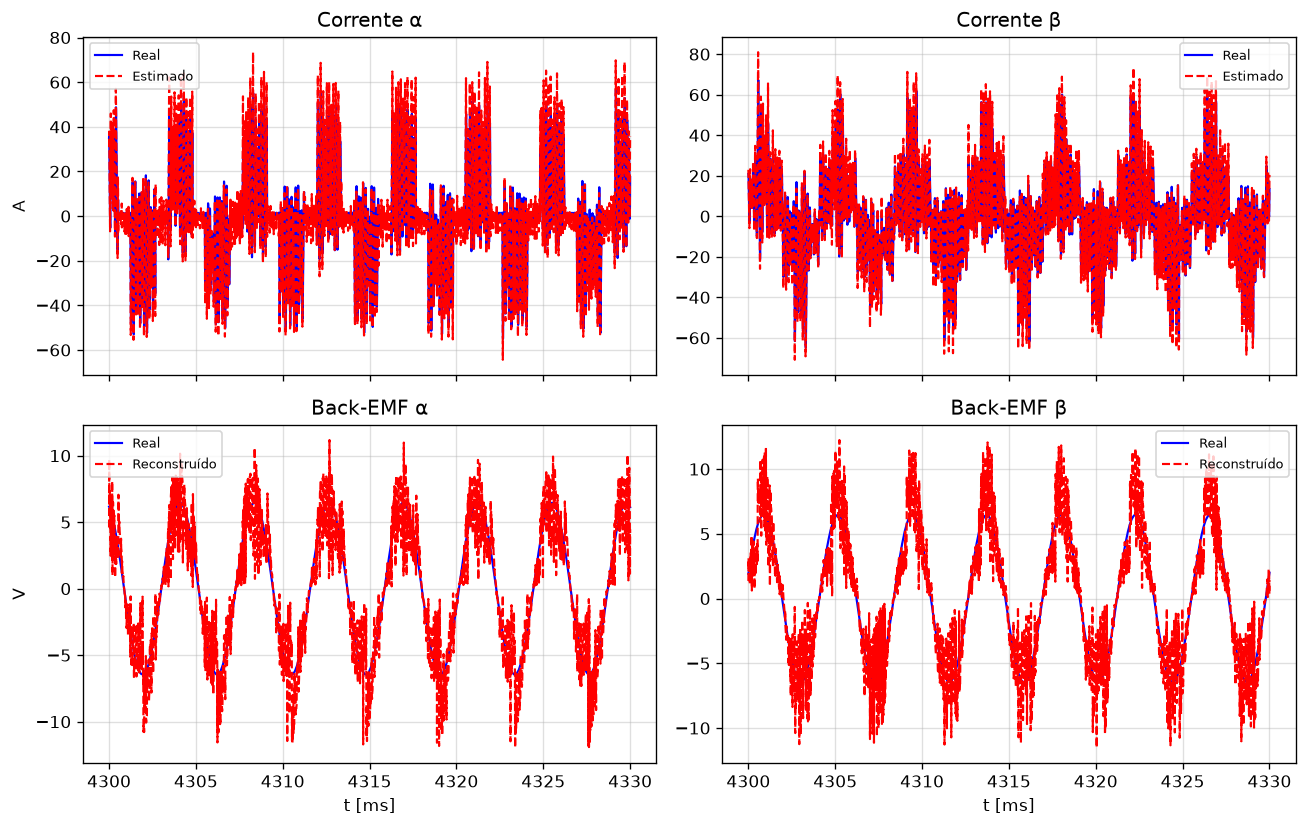 Corrente α
80
60
40
20
0
−20
−40
−60
A
Real
Estimado
Corrente β
80
60
40
20
0
−20
−40
−60
Real
Estimado
Back-EMF α
10
5
0
−5
−10
V
Real
Reconstruído
4300 4305 4310 4315 4320 4325 4330
t [ms]
Back-EMF β
10
5
0
−5
−10
Real
Reconstruído
4300 4305 4310 4315 4320 4325 4330
t [ms]